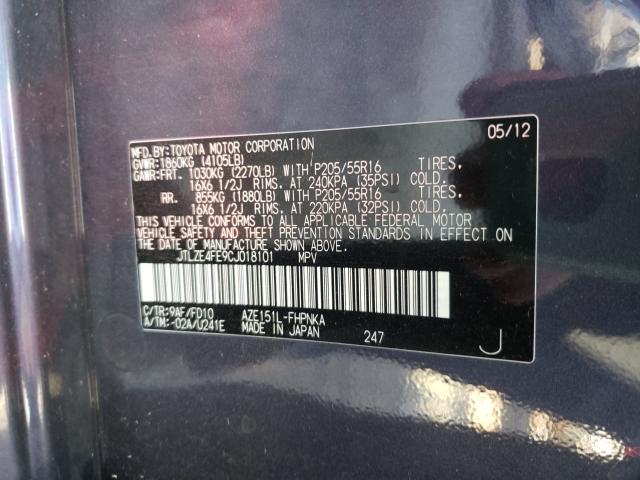 05/12
MFD. BY: TOYOTA MOTOR CORPORATION
GVWR: 1860KG (4105LB)
GAWR: FRT. 1030KG (2270LB) WITH P205/55R16 TIRES.
16X6 1/2J RIMS. AT 240KPA (35PSI) COLD.
RR. 855KG (1880LB) WITH P205/55R16 TIRES.
16X6 1/2J RIMS. AT 220KPA (32PSI) COLD.
THIS VEHICLE CONFORMS TO ALL APPLICABLE FEDERAL MOTOR
VEHICLE SAFETY AND THEFT PREVENTION STANDARDS IN EFFECT ON
THE DATE OF MANUFACTURE SHOWN ABOVE.
JTLZE4FE9CJ018101 MPV
C/TR: 9AF/FD10 AZE151L-FHPNKA
A/TM: -02A/U241E MADE IN JAPAN 247 J